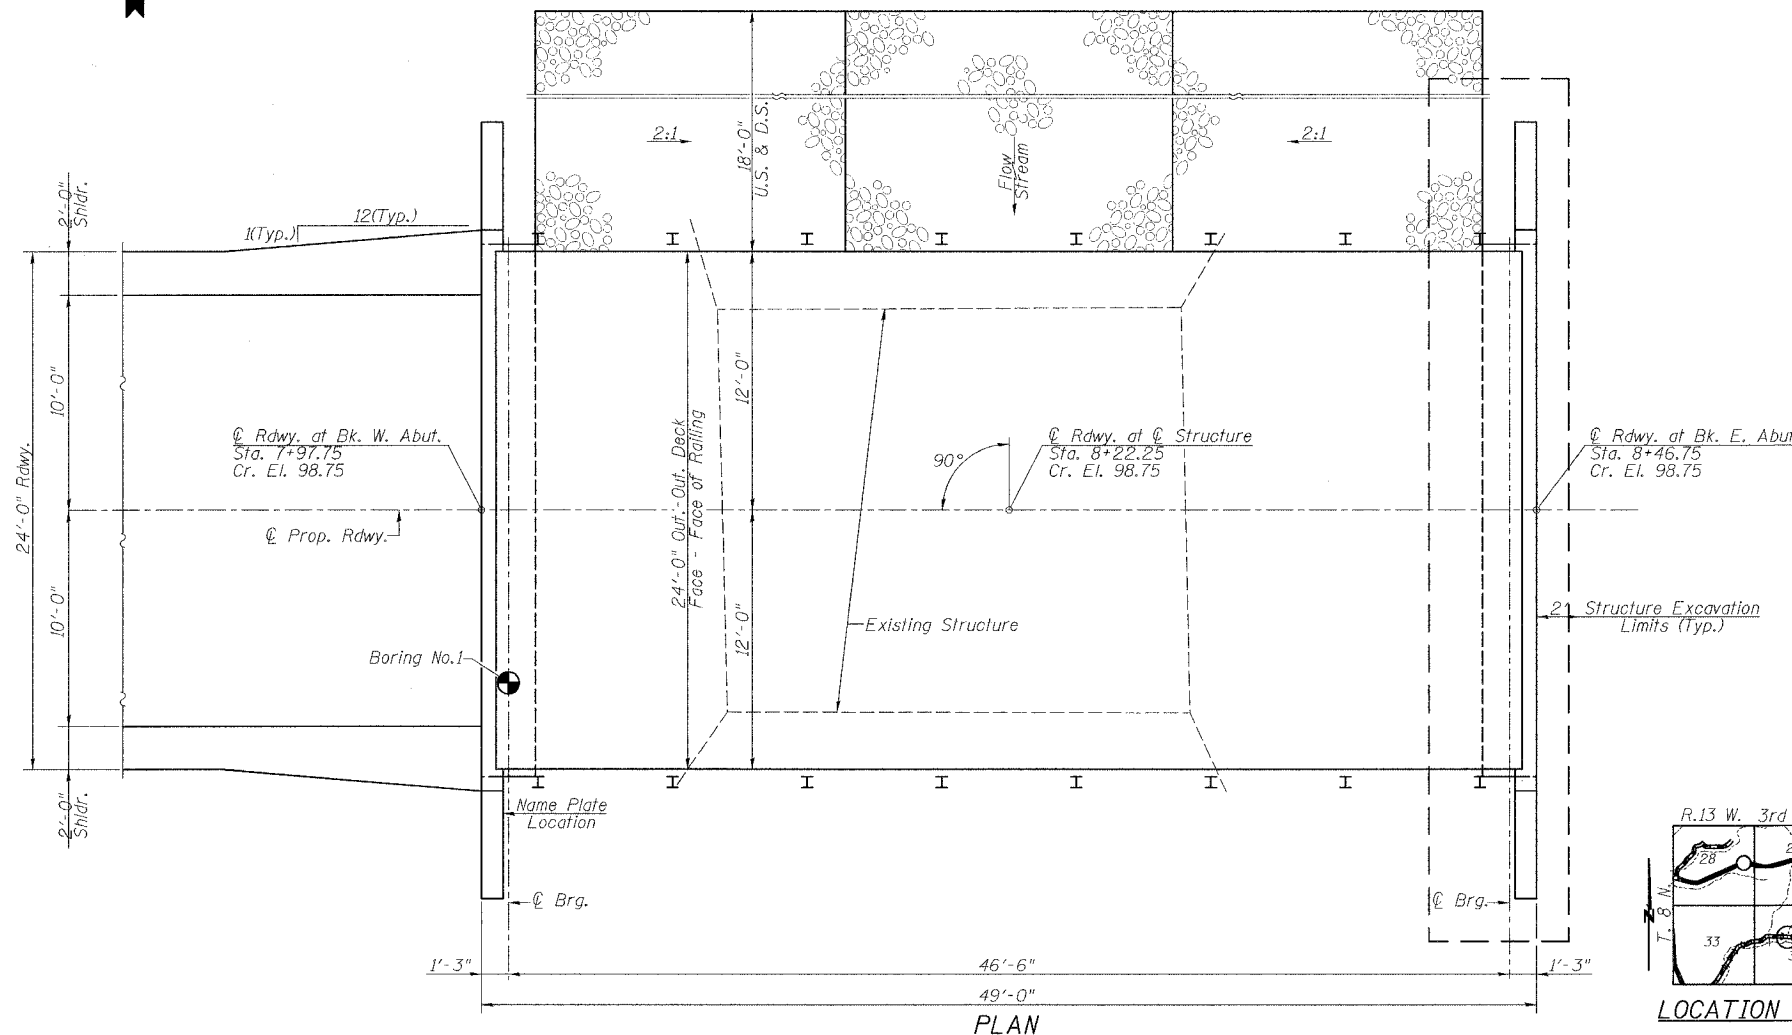 2:1
2:1
18'-0"
U.S. & D.S.
Flow
Stream
2'-0"
Shldr.
1(Typ.)
12(Typ.)
10'-0"
12'-0"
24'-0" Rdwy.
℄ Rdwy. at Bk. W. Abut.
Sta. 7+97.75
Cr. El. 98.75
24'-0" Out.-Out. Deck
Face - Face of Railing
90°
℄ Rdwy. at ℄ Structure
Sta. 8+22.25
Cr. El. 98.75
℄ Rdwy. at Bk. E. Abut
Sta. 8+46.75
Cr. El. 98.75
℄ Prop. Rdwy.
10'-0"
12'-0"
Existing Structure
2' Structure Excavation
Limits (Typ.)
Boring No.1
2'-0"
Shldr.
Name Plate
Location
℄ Brg.
℄ Brg.
1'-3"
46'-6"
1'-3"
49'-0"
PLAN
R.13 W. 3rd
T. 8 N.
28
2
33
LOCATION